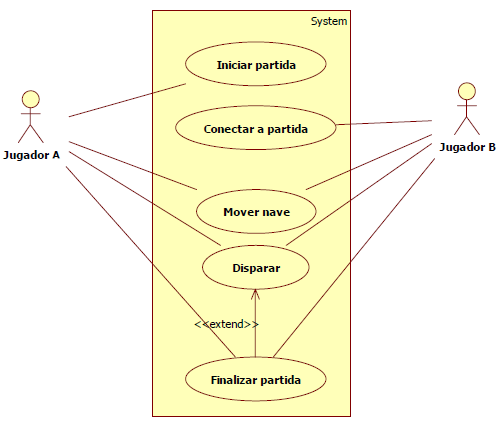 System
Iniciar partida
Conectar a partida
Jugador A
Jugador B
Mover nave
Disparar
<<extend>>
Finalizar partida